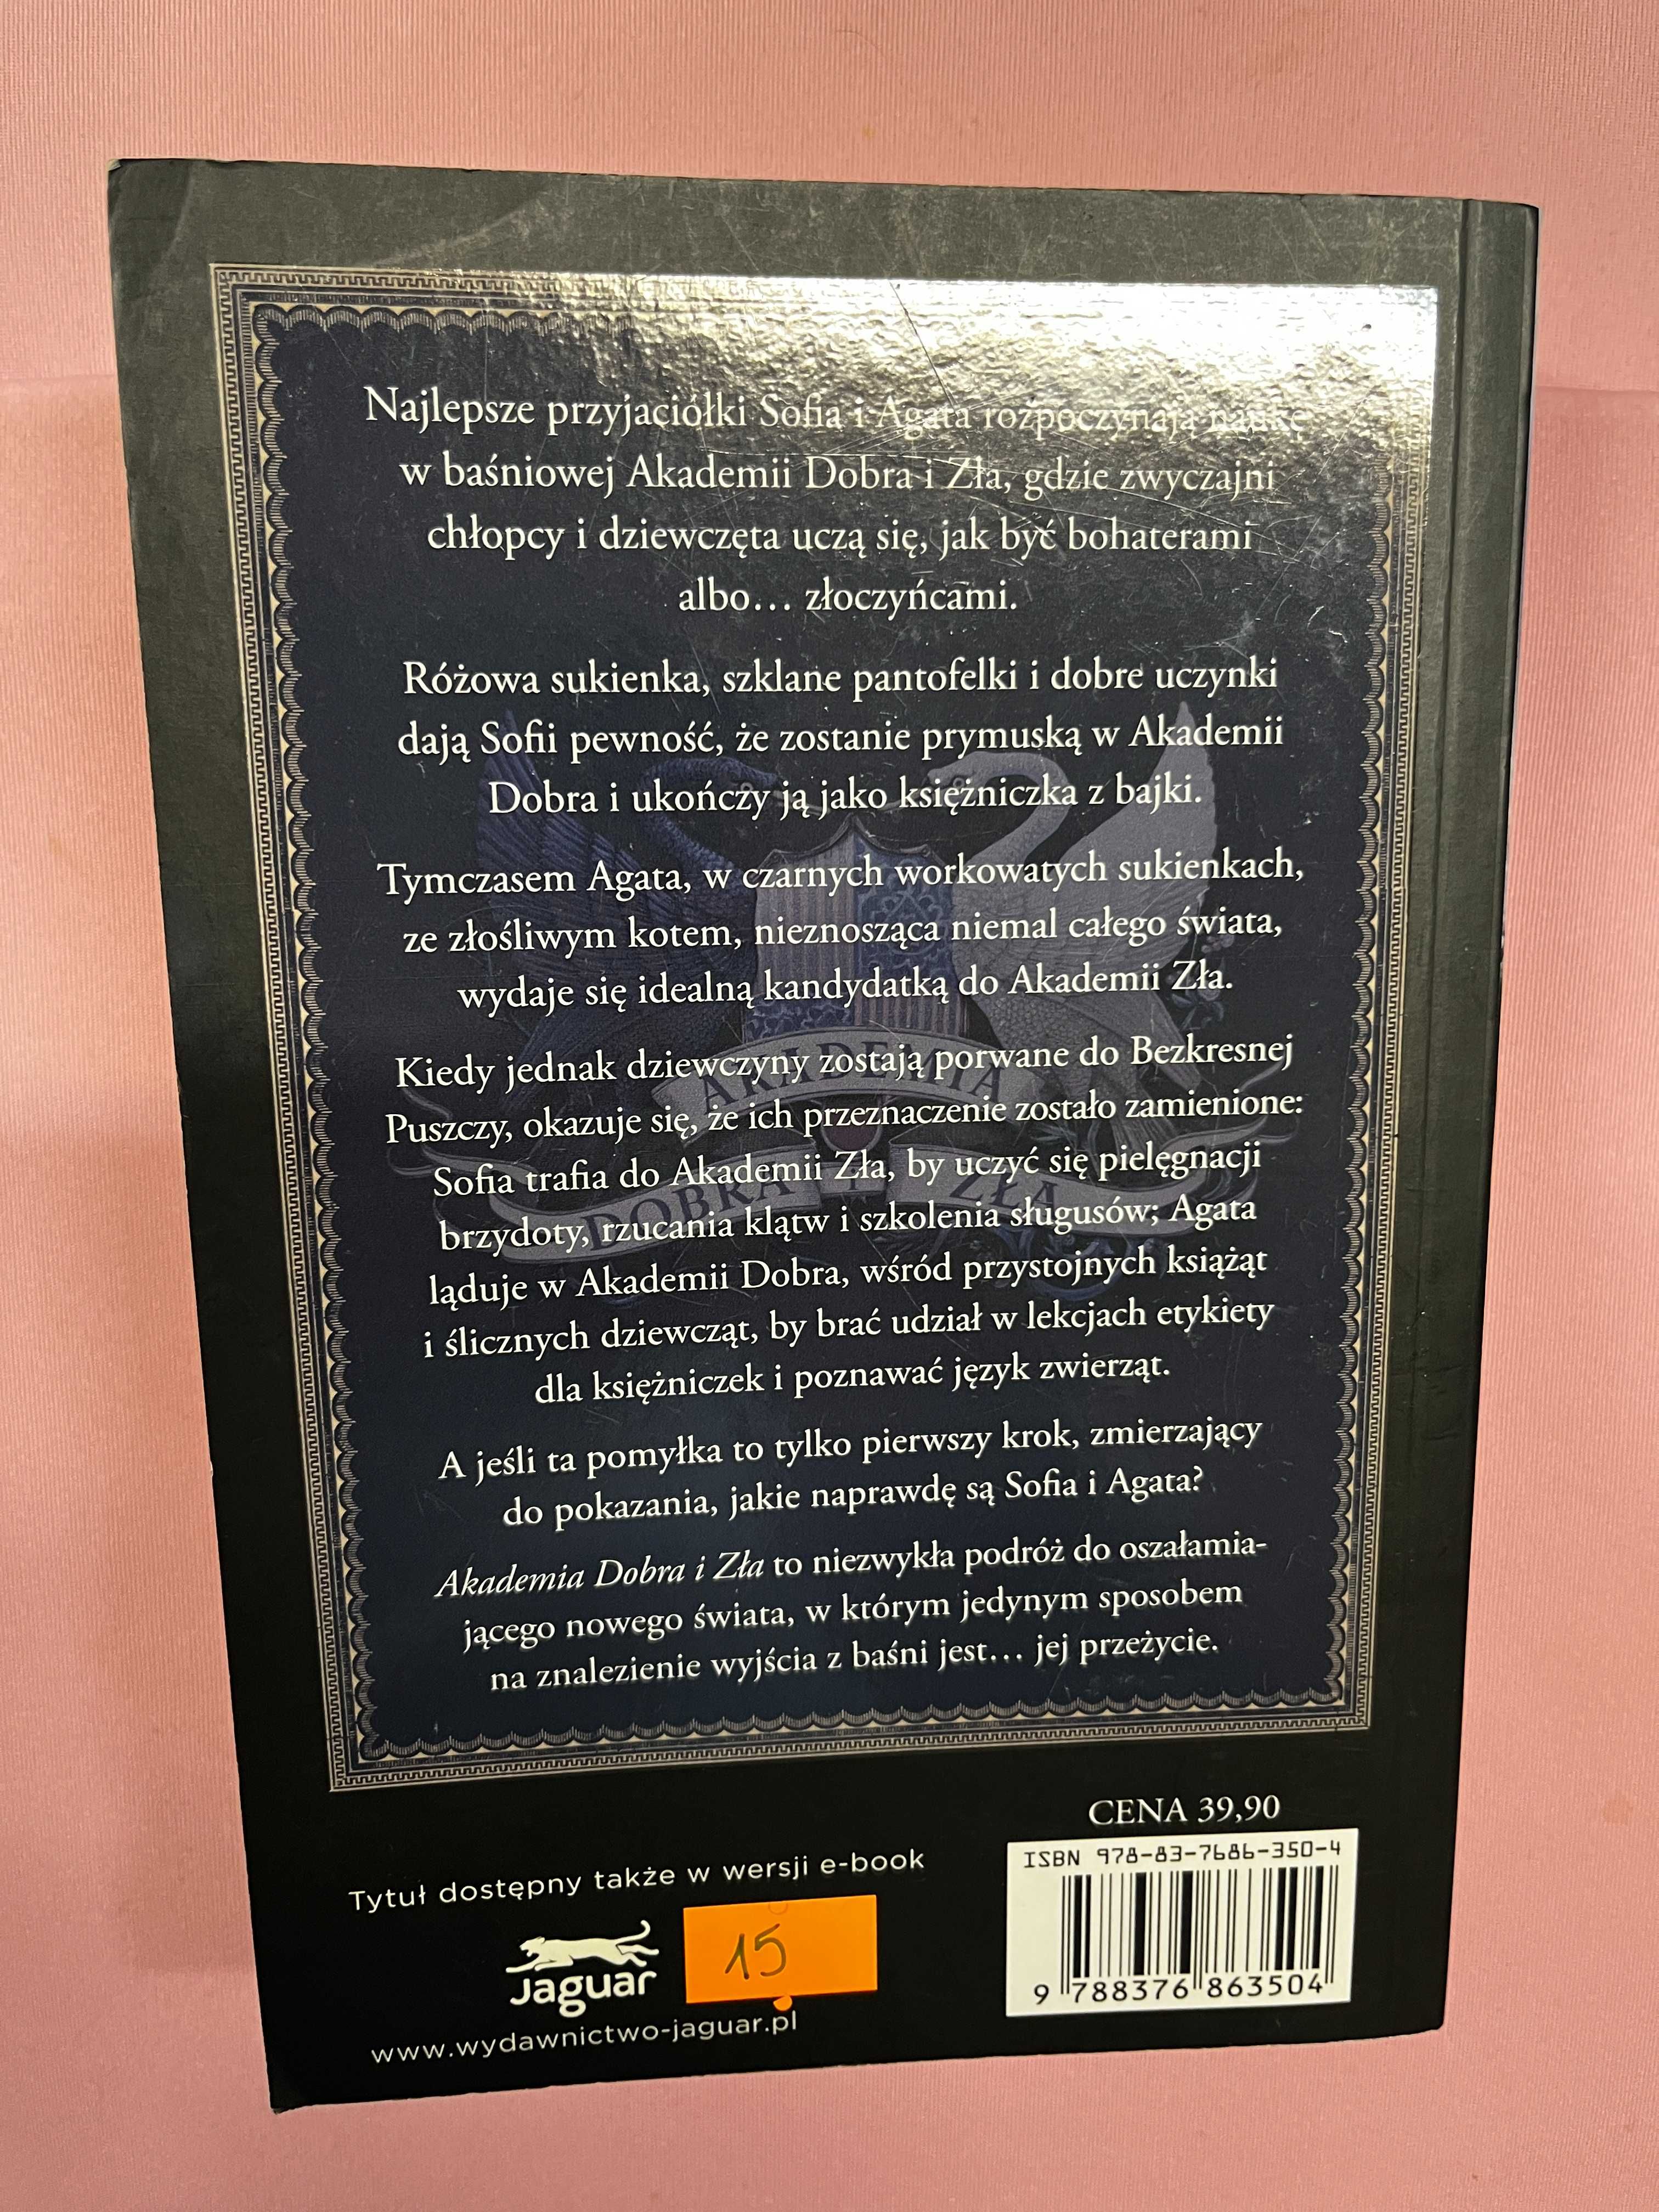 Najlepsze przyjaciółki Sofia i Agata rozpoczynają naukę
w baśniowej Akademii Dobra i Zła, gdzie zwyczajni
chłopcy i dziewczęta uczą się, jak być bohaterami
albo… złoczyńcami.
Różowa sukienka, szklane pantofelki i dobre uczynki
dają Sofii pewność, że zostanie prymuską w Akademii
Dobra i ukończy ją jako księżniczka z bajki.
Tymczasem Agata, w czarnych workowatych sukienkach,
ze złośliwym kotem, nieznosząca niemal całego świata,
wydaje się idealną kandydatką do Akademii Zła.
Kiedy jednak dziewczyny zostają porwane do Bezkresnej
Puszczy, okazuje się, że ich przeznaczenie zostało zamienione:
Sofia trafia do Akademii Zła, by uczyć się pielęgnacji
brzydoty, rzucania klątw i szkolenia sługusów; Agata
ląduje w Akademii Dobra, wśród przystojnych książąt
i ślicznych dziewcząt, by brać udział w lekcjach etykiety
dla księżniczek i poznawać język zwierząt.
A jeśli ta pomyłka to tylko pierwszy krok, zmierzający
do pokazania, jakie naprawdę są Sofia i Agata?
Akademia Dobra i Zła to niezwykła podróż do oszałamia-
jącego nowego świata, w którym jedynym sposobem
na znalezienie wyjścia z baśni jest… jej przeżycie.
AKADEMIA
DOBRA I ZŁA
CENA 39,90
ISBN 978-83-7686-350-4
9 788376 863504
Tytuł dostępny także w wersji e-book
15
jaguar
www.wydawnictwo-jaguar.pl